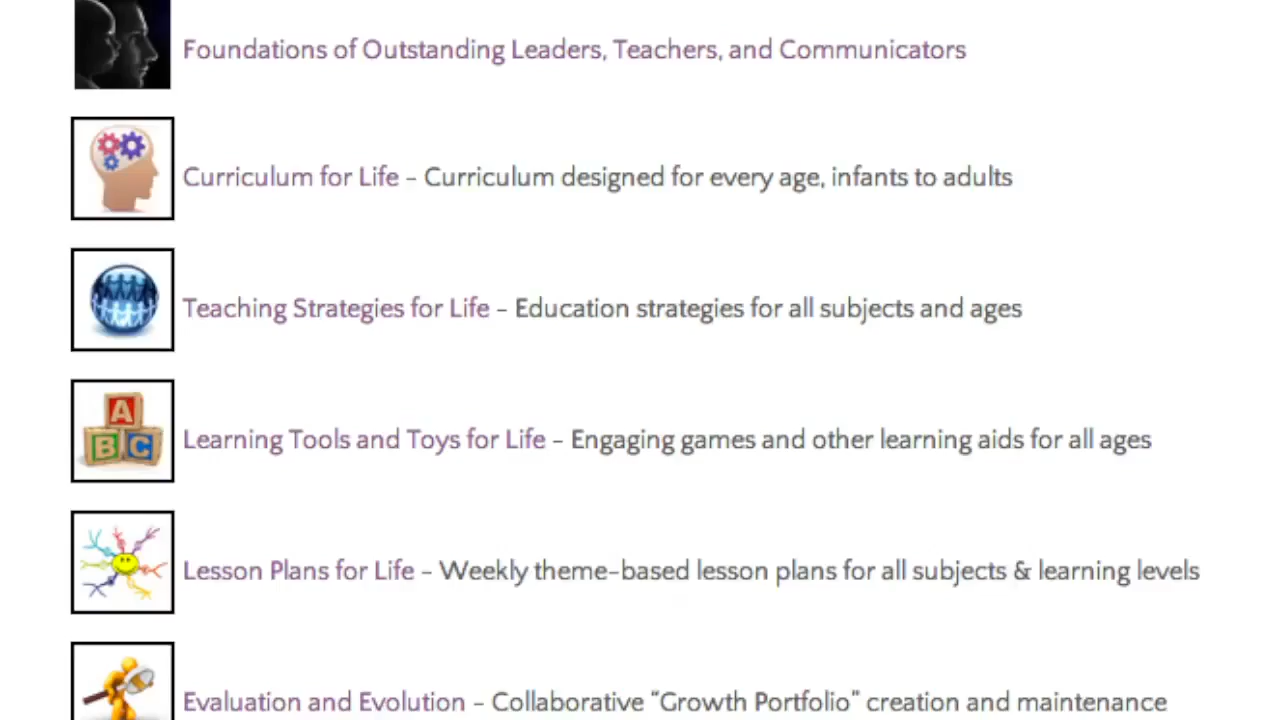 Foundations of Outstanding Leaders, Teachers, and Communicators
Curriculum for Life - Curriculum designed for every age, infants to adults
Teaching Strategies for Life - Education strategies for all subjects and ages
A
B C
Learning Tools and Toys for Life - Engaging games and other learning aids for all ages
Lesson Plans for Life - Weekly theme-based lesson plans for all subjects & learning levels
Evaluation and Evolution - Collaborative "Growth Portfolio" creation and maintenance